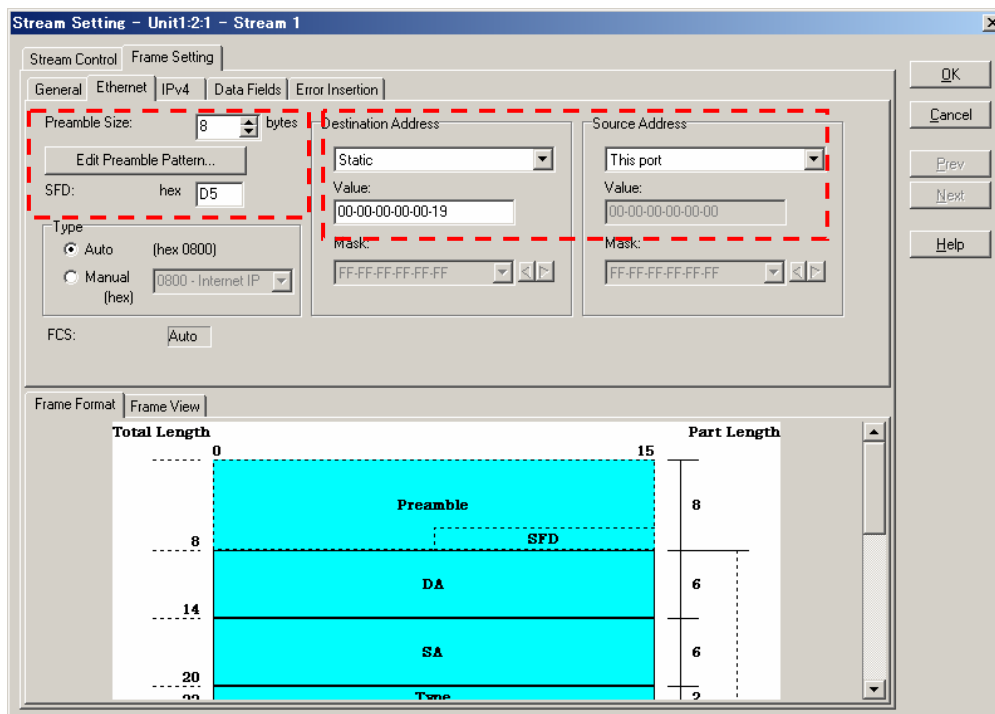 Stream Setting - Unit1:2:1 - Stream 1
Stream Control Frame Setting
General Ethernet IPv4 Data Fields Error Insertion
Preamble Size: 8 bytes
Edit Preamble Pattern...
SFD: hex D5
Type
Auto (hex 0800)
Manual (hex) 0800 - Internet IP
FCS: Auto
Destination Address
Static
Value:
00-00-00-00-00-19
Mask:
FF-FF-FF-FF-FF-FF
Source Address
This port
Value:
00-00-00-00-00-00
Mask:
FF-FF-FF-FF-FF-FF
OK
Cancel
Prev
Next
Help
Frame Format Frame View
Total Length Part Length
0 15
Preamble 8
SFD
8
DA 6
14
SA 6
20
Type 2
22